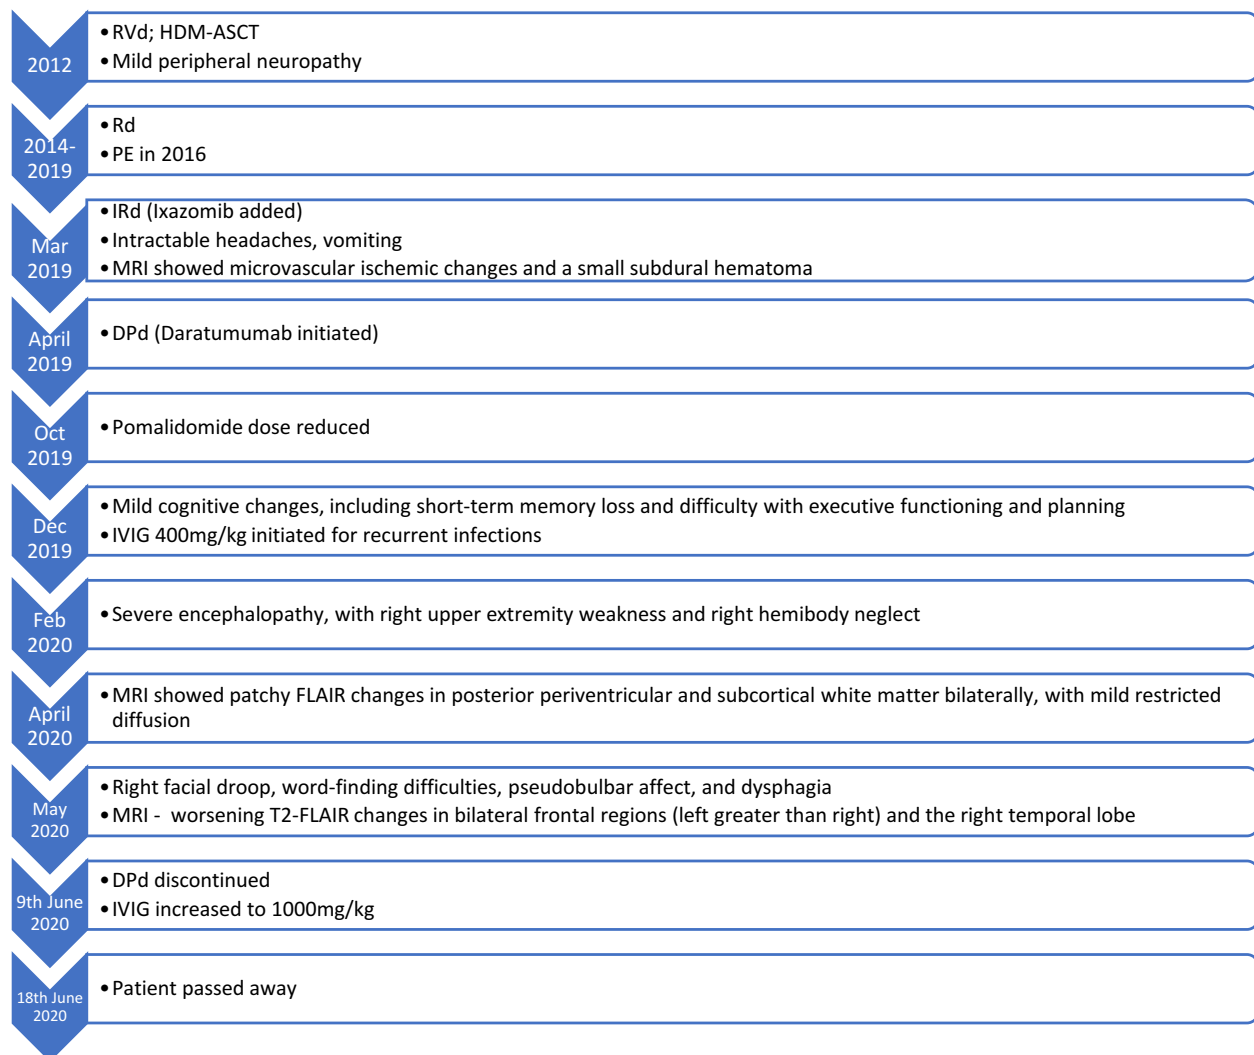 2012
• RVd; HDM-ASCT
• Mild peripheral neuropathy
2014-
2019
• Rd
• PE in 2016
Mar
2019
• IRd (Ixazomib added)
• Intractable headaches, vomiting
• MRI showed microvascular ischemic changes and a small subdural hematoma
April
2019
• DPd (Daratumumab initiated)
Oct
2019
• Pomalidomide dose reduced
Dec
2019
• Mild cognitive changes, including short-term memory loss and difficulty with executive functioning and planning
• IVIG 400mg/kg initiated for recurrent infections
Feb
2020
• Severe encephalopathy, with right upper extremity weakness and right hemibody neglect
April
2020
• MRI showed patchy FLAIR changes in posterior periventricular and subcortical white matter bilaterally, with mild restricted
diffusion
May
2020
• Right facial droop, word-finding difficulties, pseudobulbar affect, and dysphagia
• MRI - worsening T2-FLAIR changes in bilateral frontal regions (left greater than right) and the right temporal lobe
9th June
2020
• DPd discontinued
• IVIG increased to 1000mg/kg
18th June
2020
• Patient passed away